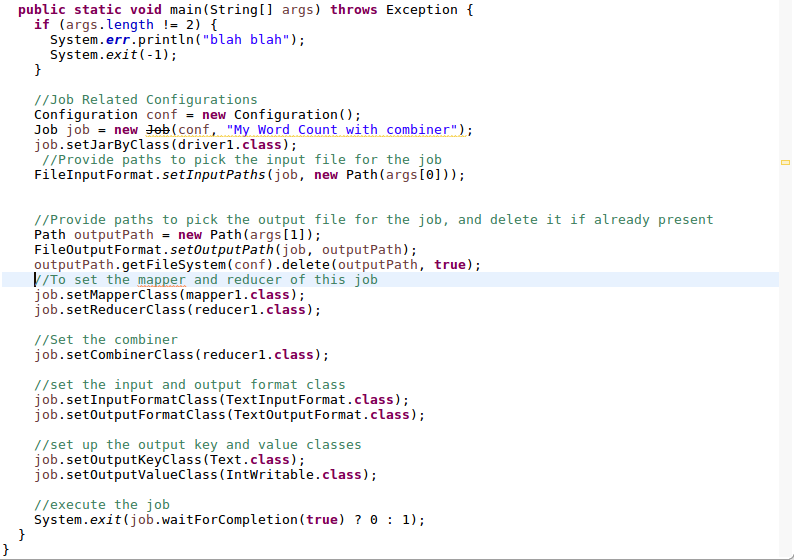 public static void main(String[] args) throws Exception {
if (args.length != 2) {
System.err.println("blah blah");
System.exit(-1);
}
//Job Related Configurations
Configuration conf = new Configuration();
Job job = new Job(conf, "My Word Count with combiner");
job.setJarByClass(driver1.class);
//Provide paths to pick the input file for the job
FileInputFormat.setInputPaths(job, new Path(args[0]));
//Provide paths to pick the output file for the job, and delete it if already present
Path outputPath = new Path(args[1]);
FileOutputFormat.setOutputPath(job, outputPath);
outputPath.getFileSystem(conf).delete(outputPath, true);
//To set the mapper and reducer of this job
job.setMapperClass(mapper1.class);
job.setReducerClass(reducer1.class);
//Set the combiner
job.setCombinerClass(reducer1.class);
//set the input and output format class
job.setInputFormatClass(TextInputFormat.class);
job.setOutputFormatClass(TextOutputFormat.class);
//set up the output key and value classes
job.setOutputKeyClass(Text.class);
job.setOutputValueClass(IntWritable.class);
//execute the job
System.exit(job.waitForCompletion(true) ? 0 : 1);
}
}